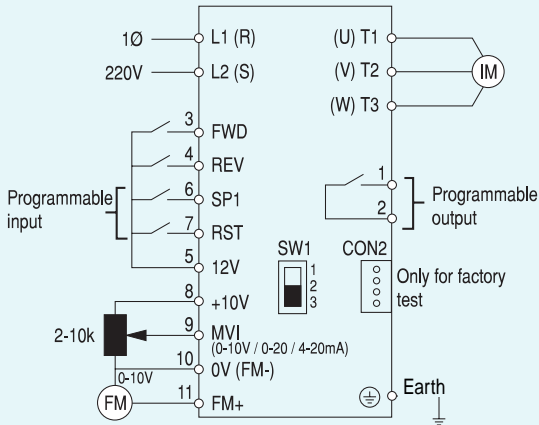 1Ø L1 (R) (U) T1
220V L2 (S) (V) T2 IM
(W) T3
3 FWD
4 REV
1
Programmable input
6 SP1
Programmable output
2
7 RST
SW1 CON2
5 12V
1
2
3
Only for factory test
8 +10V
2-10k
9 MVI
(0-10V / 0-20 / 4-20mA)
10 0V (FM-)
0-10V
FM
11 FM+
Earth